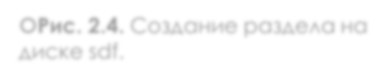 ОРис. 2.4. Создание раздела на
диске sdf.